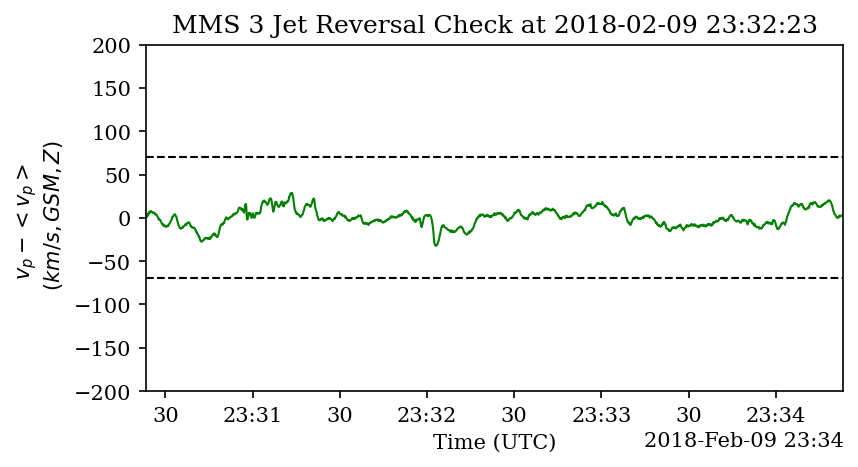 MMS 3 Jet Reversal Check at 2018-02-09 23:32:23
200
150
100
50
0
−50
−100
−150
−200
v_p − < v_p >
(km/s, GSM, Z)
30 23:31 30 23:32 30 23:33 30 23:34
Time (UTC)
2018-Feb-09 23:34